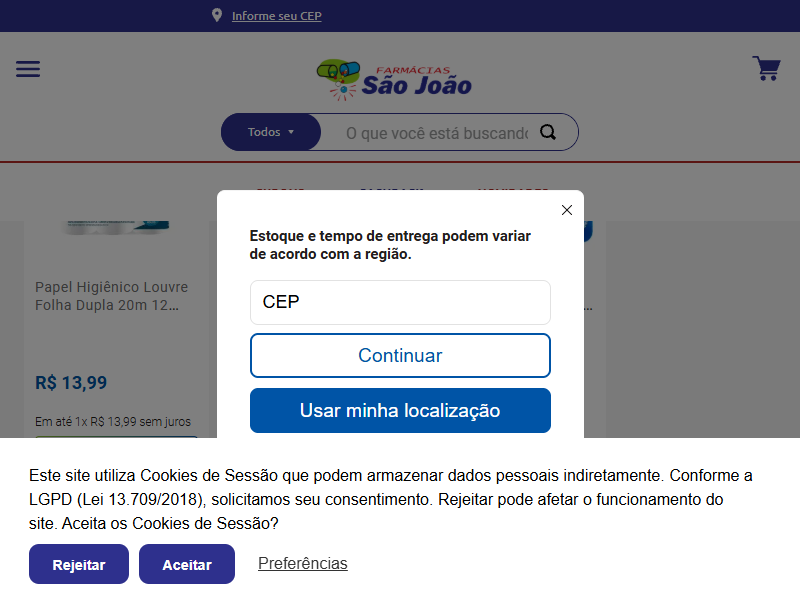 Informe seu CEP
FARMÁCIAS
São João
Todos
O que você está buscando
Estoque e tempo de entrega podem variar
de acordo com a região.
CEP
Continuar
Usar minha localização
Papel Higiênico Louvre
Folha Dupla 20m 12...
R$ 13,99
Em até 1x R$ 13,99 sem juros
Este site utiliza Cookies de Sessão que podem armazenar dados pessoais indiretamente. Conforme a
LGPD (Lei 13.709/2018), solicitamos seu consentimento. Rejeitar pode afetar o funcionamento do
site. Aceita os Cookies de Sessão?
Rejeitar
Aceitar
Preferências